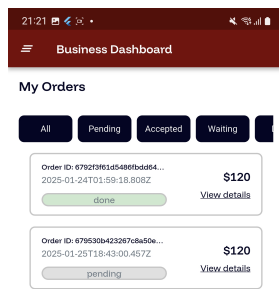 21:21
Business Dashboard
My Orders
All Pending Accepted Waiting
Order ID: 6792f3f61d5486fbdd64...
2025-01-24T01:59:18.808Z
$120
done
View details
Order ID: 679530b423267c8a50e...
2025-01-25T18:43:00.457Z
$120
pending
View details